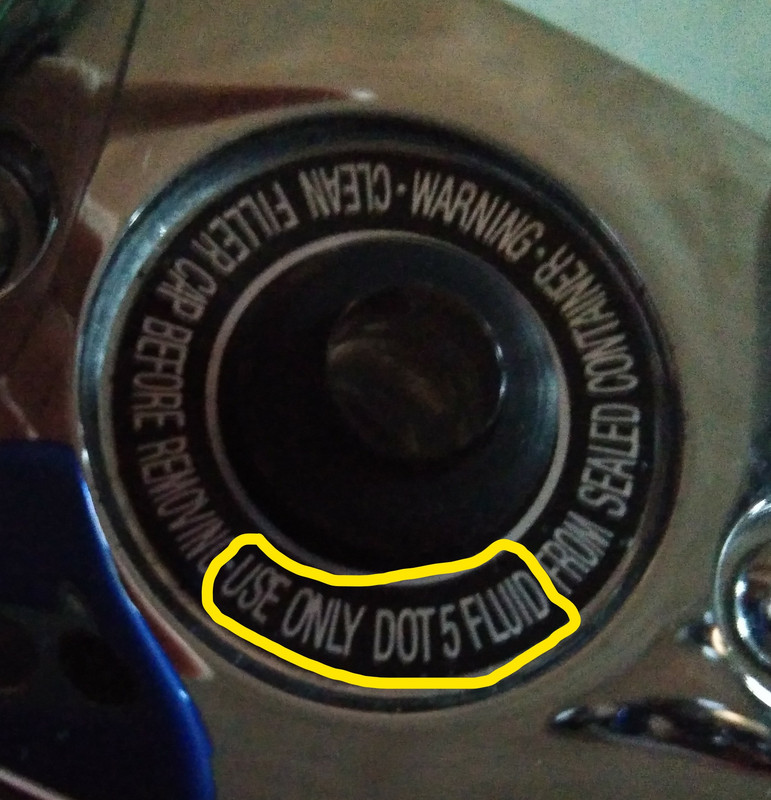 WARNING · CLEAN FILLER CAP BEFORE REMOVING · USE ONLY DOT 5 FLUID FROM SEALED CONTAINER ·